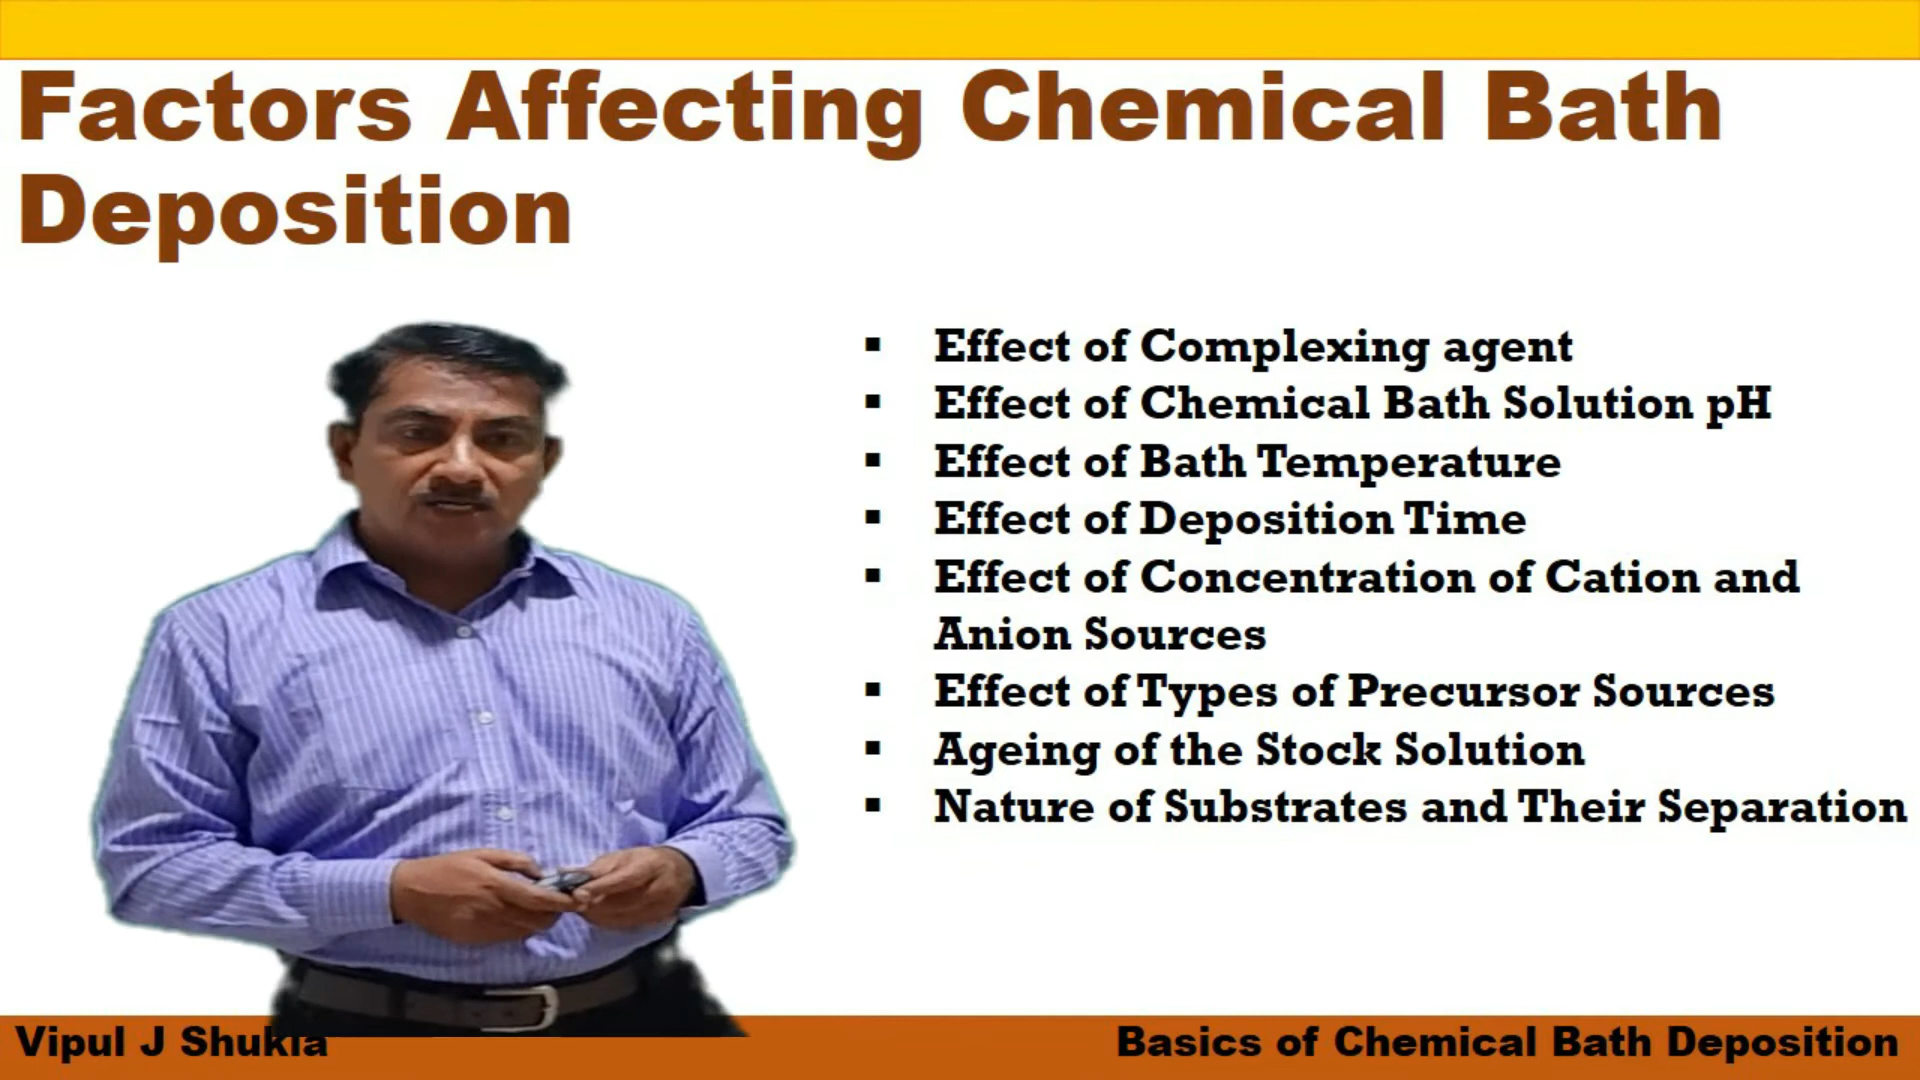 Factors Affecting Chemical Bath
Deposition
▪ Effect of Complexing agent
▪ Effect of Chemical Bath Solution pH
▪ Effect of Bath Temperature
▪ Effect of Deposition Time
▪ Effect of Concentration of Cation and
Anion Sources
▪ Effect of Types of Precursor Sources
▪ Ageing of the Stock Solution
▪ Nature of Substrates and Their Separation
Vipul J Shukla
Basics of Chemical Bath Deposition